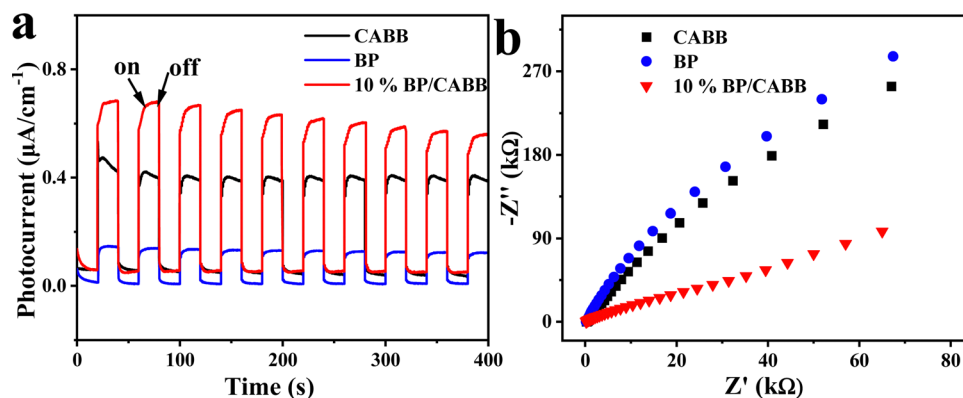 a
CABB
BP
10 % BP/CABB
on
off
Photocurrent (μA/cm⁻¹)
0.8
0.4
0.0
0
100
200
300
400
Time (s)
b
CABB
BP
10 % BP/CABB
-Z'' (kΩ)
270
180
90
0
0
20
40
60
80
Z' (kΩ)